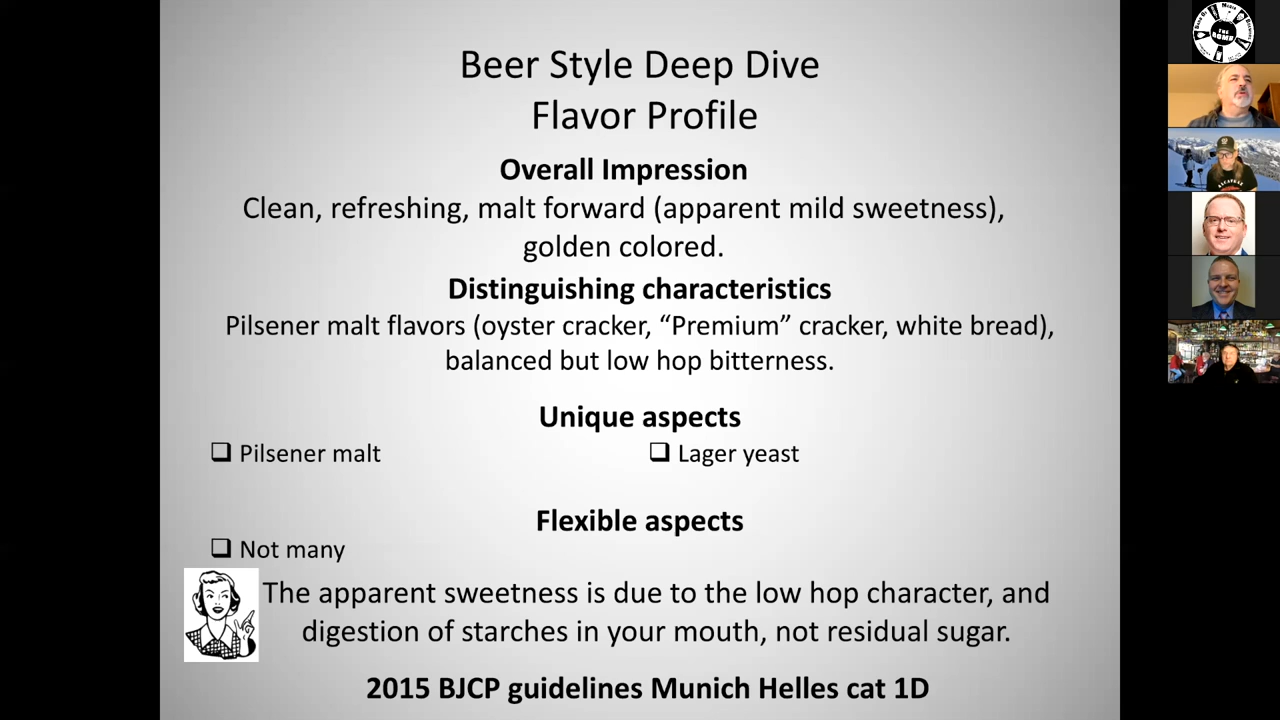 Beer Style Deep Dive
Flavor Profile
Overall Impression
Clean, refreshing, malt forward (apparent mild sweetness),
golden colored.
Distinguishing characteristics
Pilsener malt flavors (oyster cracker, “Premium” cracker, white bread),
balanced but low hop bitterness.
Unique aspects
❑ Pilsener malt
❑ Lager yeast
Flexible aspects
❑ Not many
The apparent sweetness is due to the low hop character, and
digestion of starches in your mouth, not residual sugar.
2015 BJCP guidelines Munich Helles cat 1D